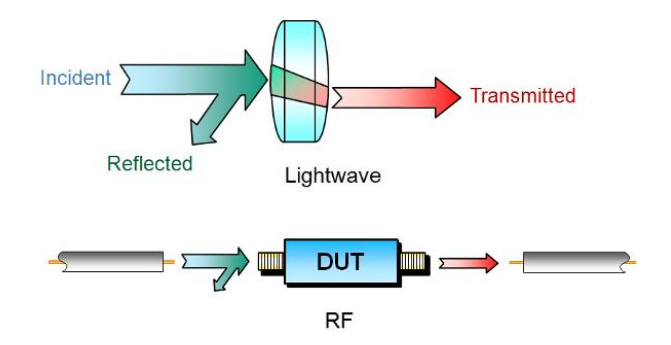 Incident
Transmitted
Reflected
Lightwave
DUT
RF